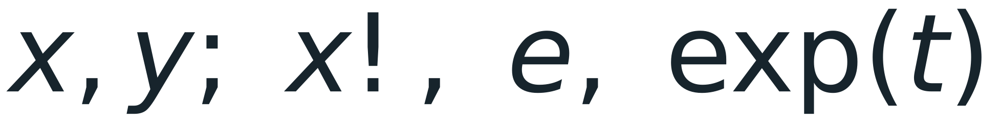 x,y; x!, e, exp(t)